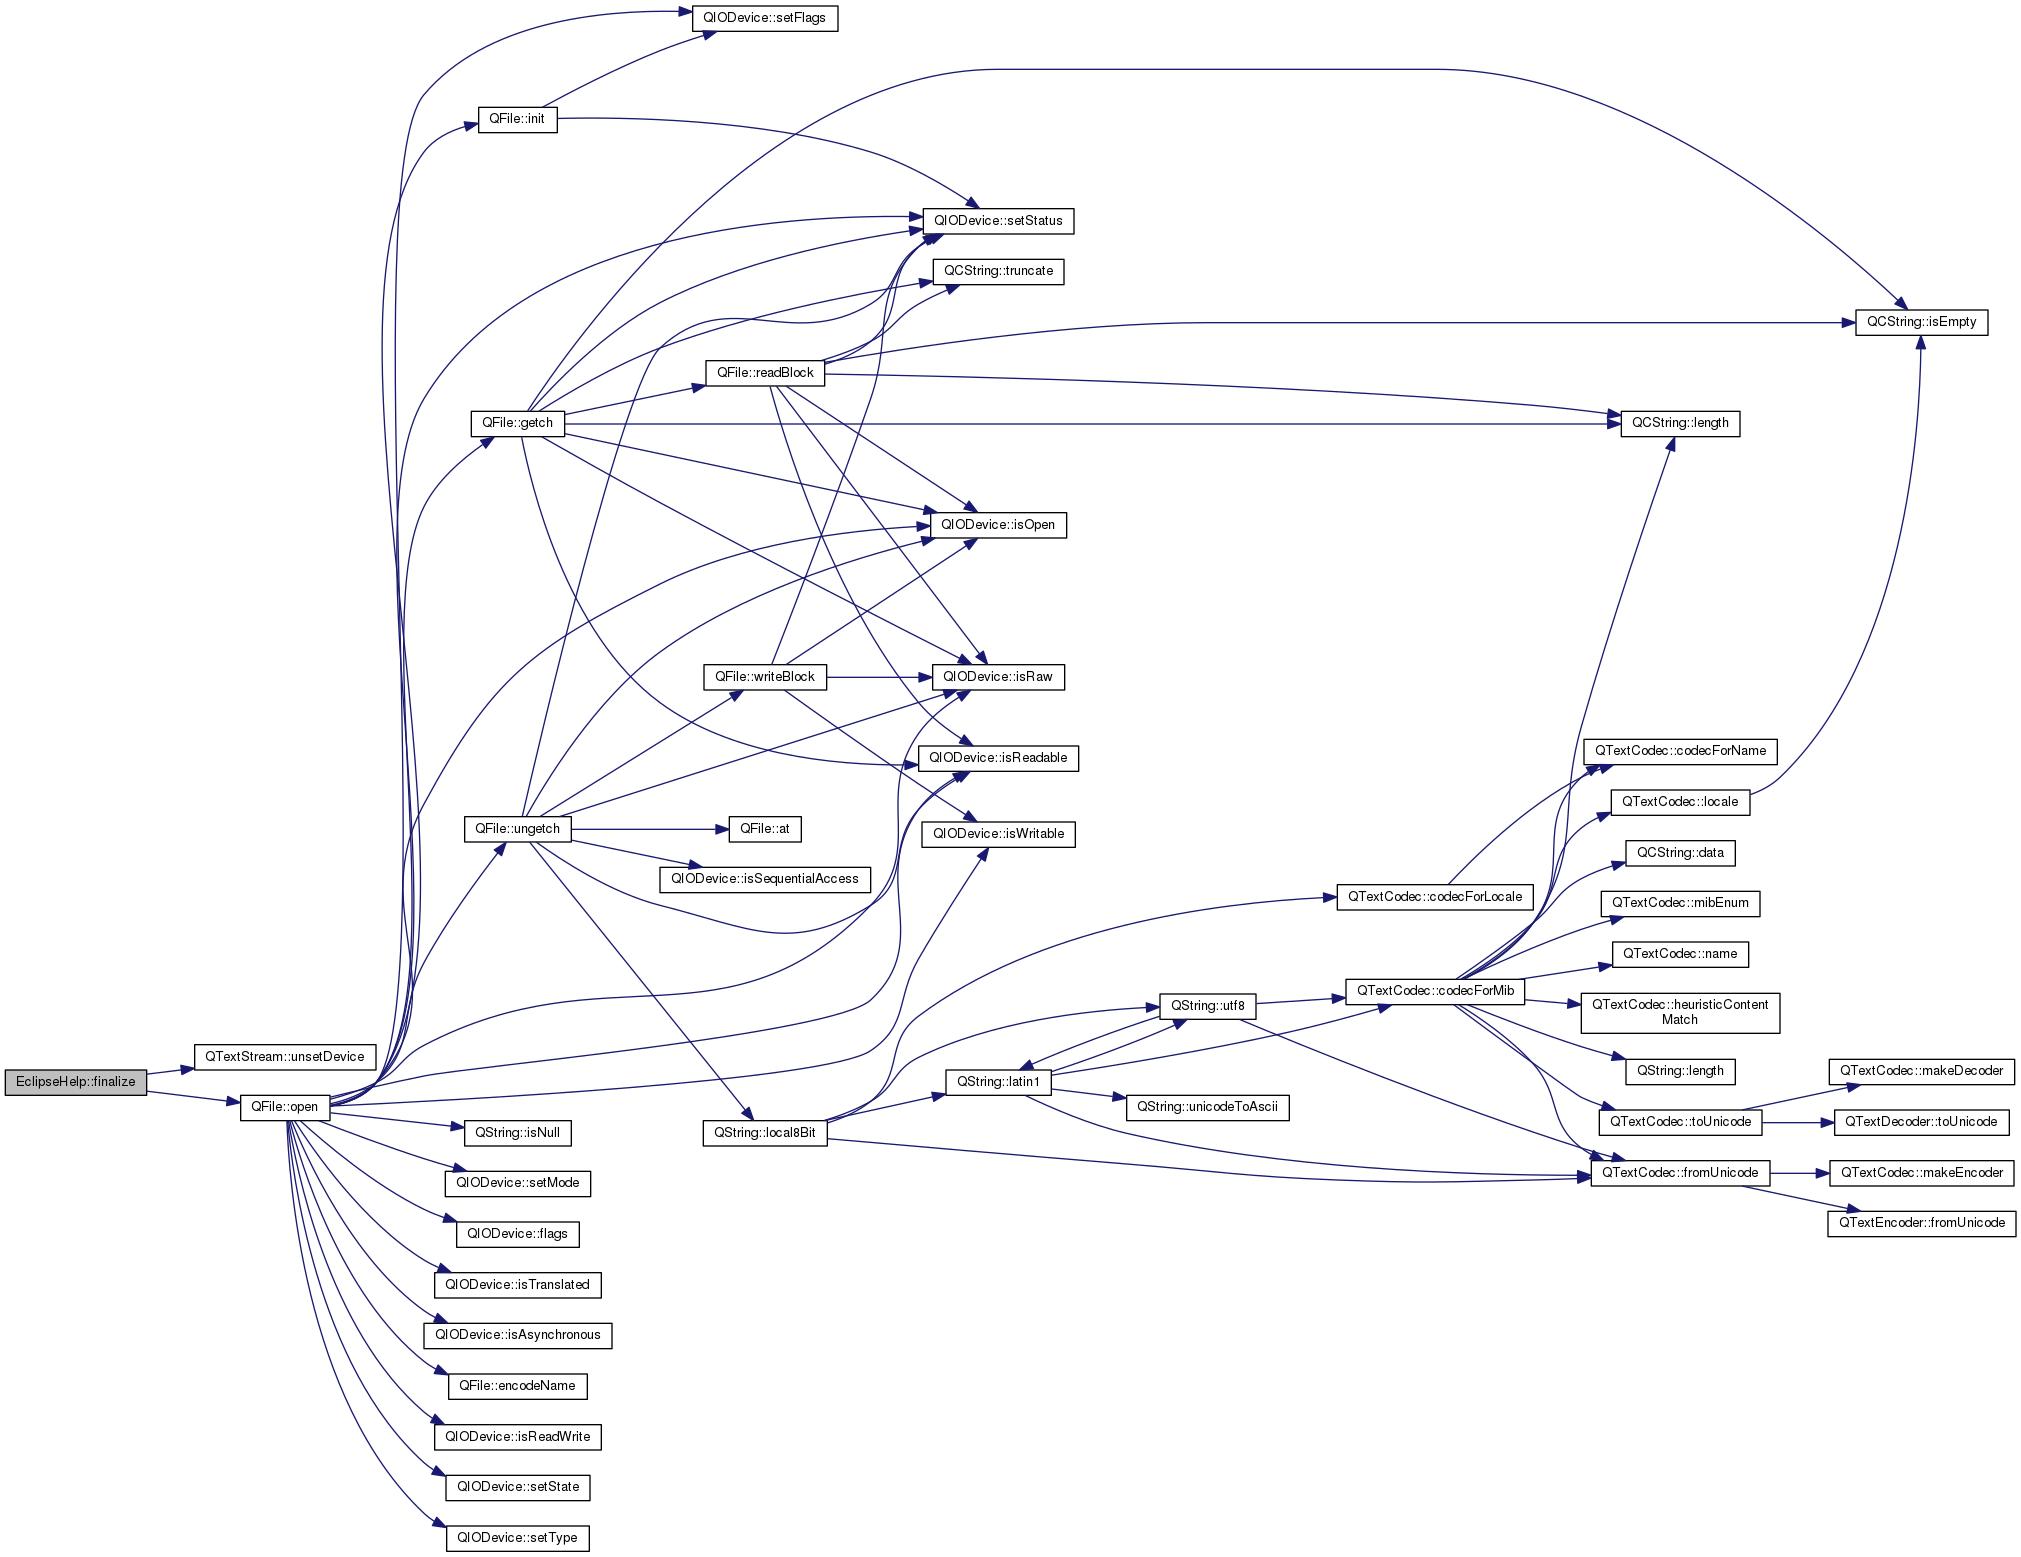 QIODevice::setFlags
QFile::init
QIODevice::setStatus
QCString::truncate
QCString::isEmpty
QFile::readBlock
QFile::getch
QCString::length
QIODevice::isOpen
QFile::writeBlock
QIODevice::isRaw
QTextCodec::codecForName
QIODevice::isReadable
QTextCodec::locale
QFile::ungetch
QFile::at
QIODevice::isWritable
QCString::data
QIODevice::isSequentialAccess
QTextCodec::codecForLocale
QTextCodec::mibEnum
QTextCodec::name
QTextCodec::codecForMib
QString::utf8
QTextCodec::heuristicContent
Match
QTextStream::unsetDevice
QString::length
QTextCodec::makeDecoder
EclipseHelp::finalize
QString::latin1
QFile::open
QString::unicodeToAscii
QTextCodec::toUnicode
QTextDecoder::toUnicode
QString::isNull
QString::local8Bit
QTextCodec::fromUnicode
QTextCodec::makeEncoder
QIODevice::setMode
QTextEncoder::fromUnicode
QIODevice::flags
QIODevice::isTranslated
QIODevice::isAsynchronous
QFile::encodeName
QIODevice::isReadWrite
QIODevice::setState
QIODevice::setType